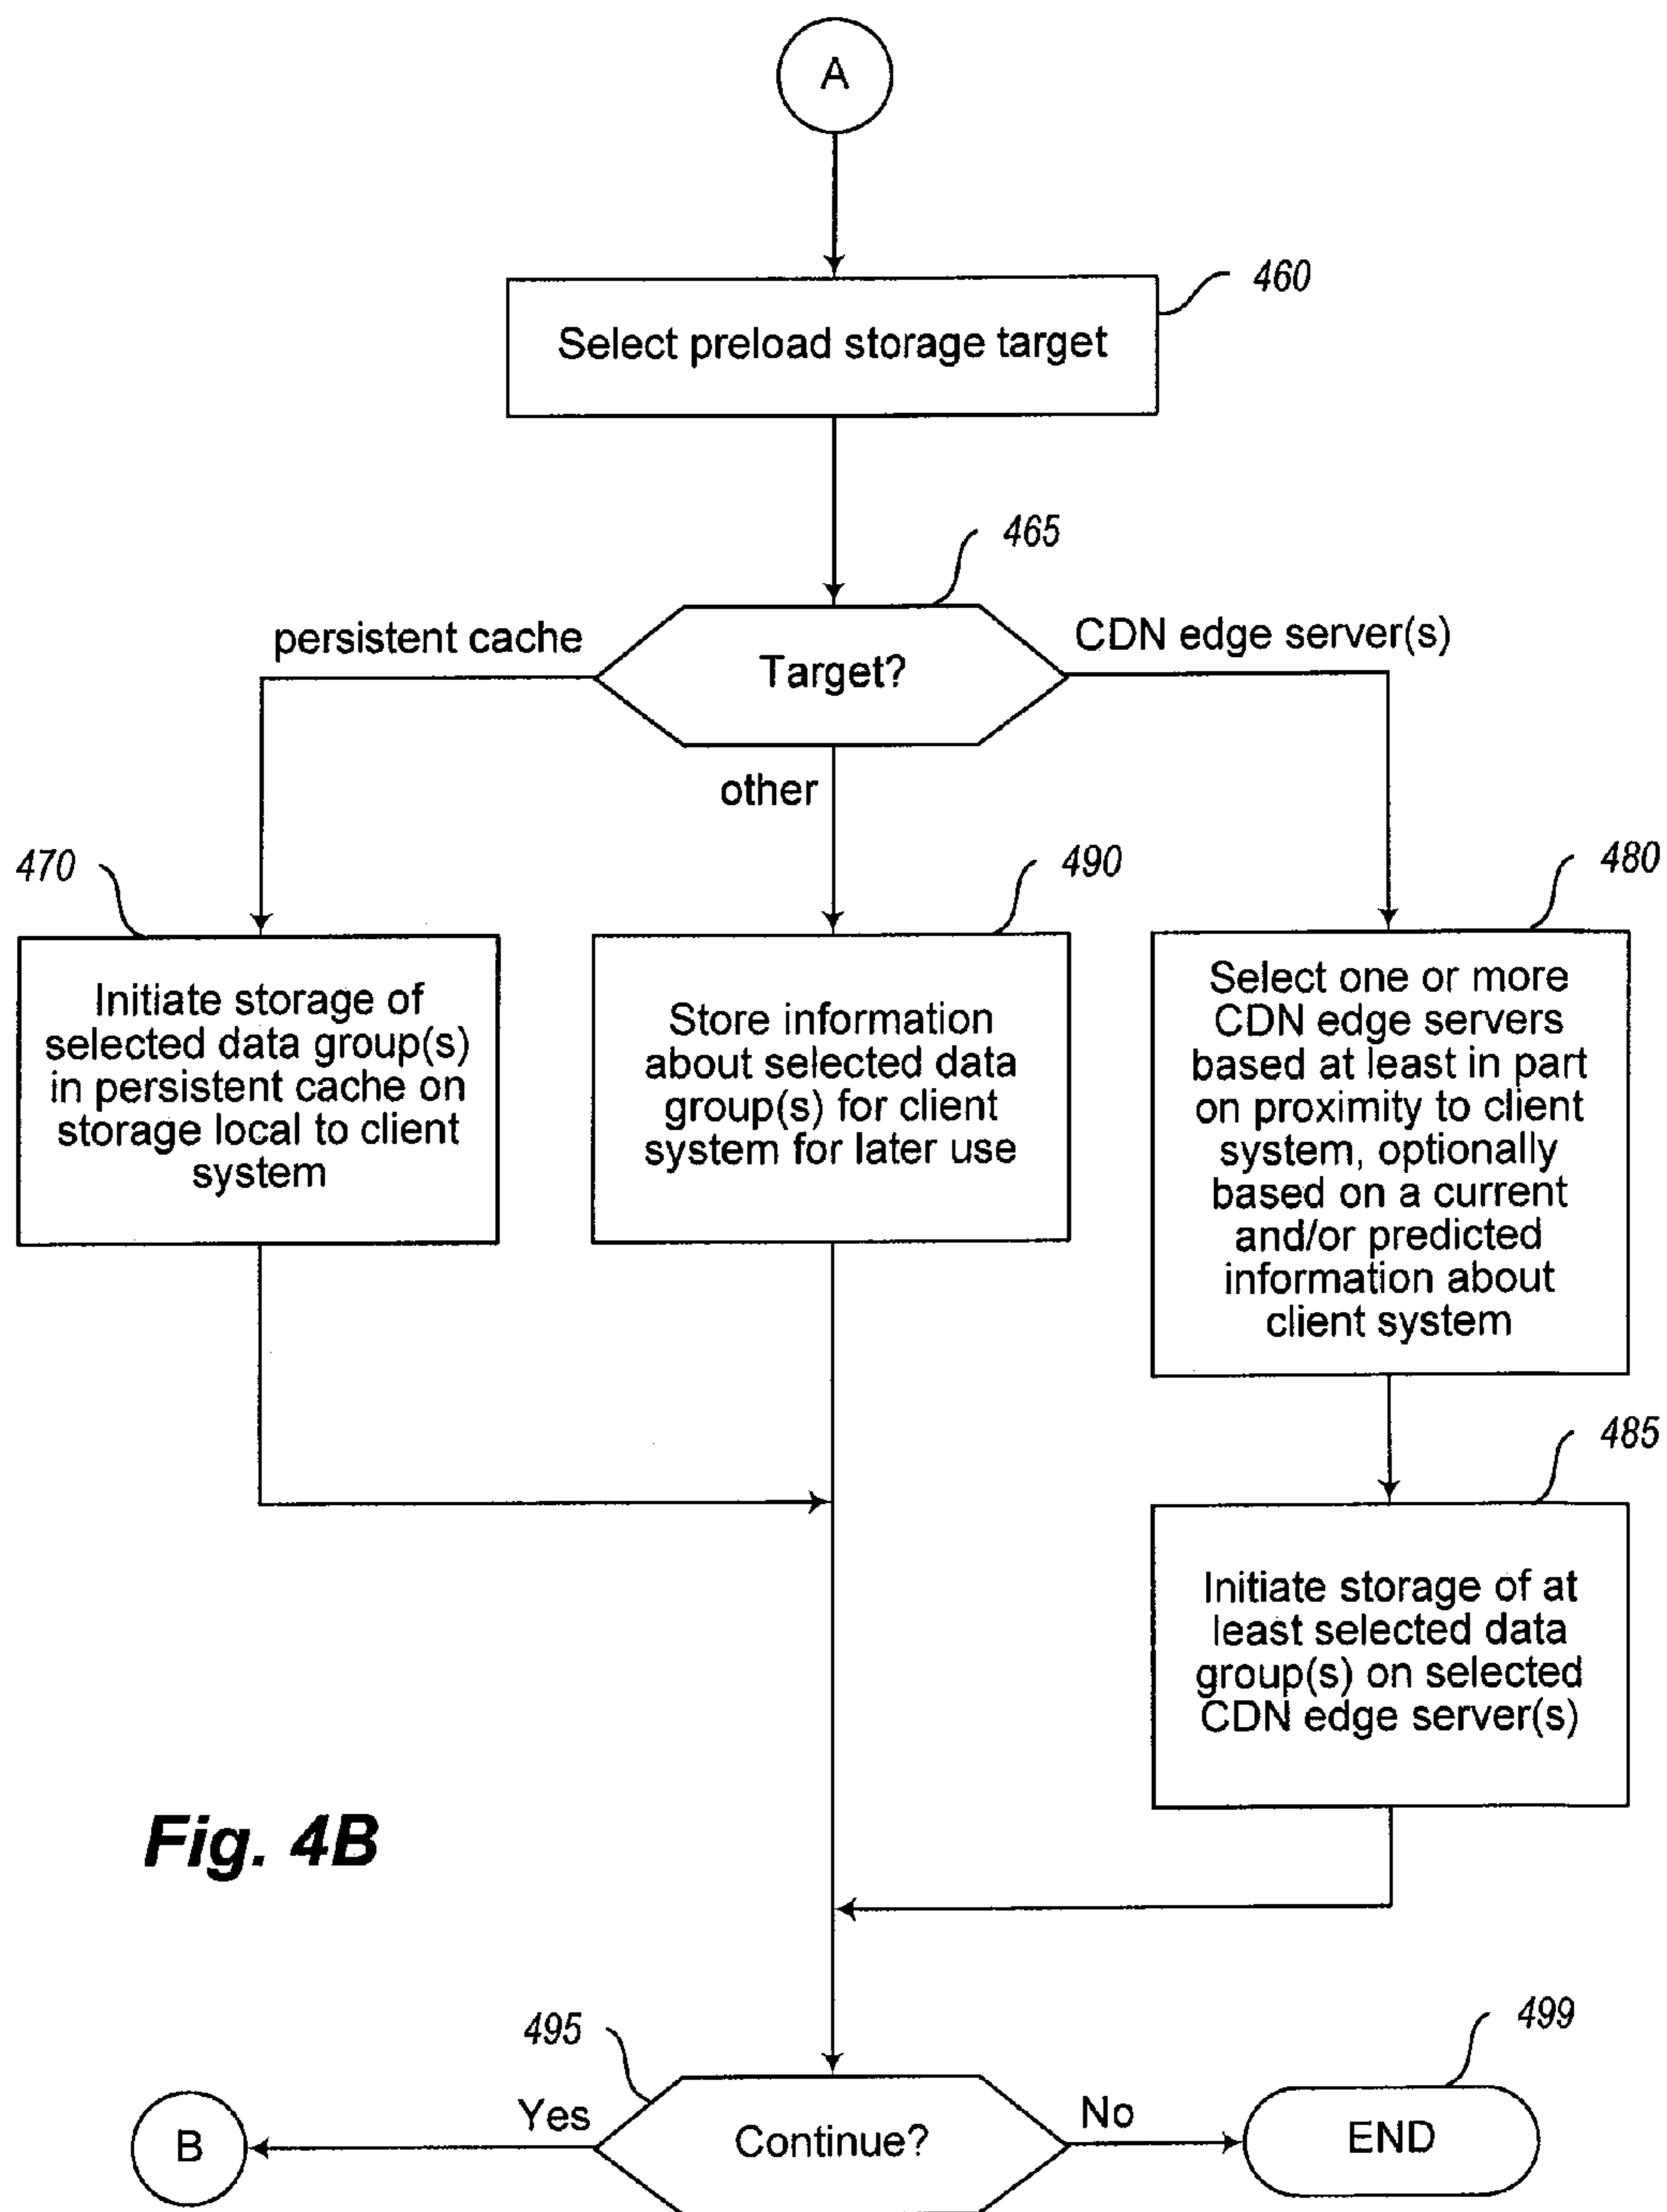 A
460
Select preload storage target
465
persistent cache
CDN edge server(s)
Target?
other
470
490
480
Initiate storage of
selected data group(s)
in persistent cache on
storage local to client
system
Store information
about selected data
group(s) for client
system for later use
Select one or more
CDN edge servers
based at least in part
on proximity to client
system, optionally
based on a current
and/or predicted
information about
client system
485
Initiate storage of at
least selected data
group(s) on selected
CDN edge server(s)
Fig. 4B
495
499
B
Yes
Continue?
No
END